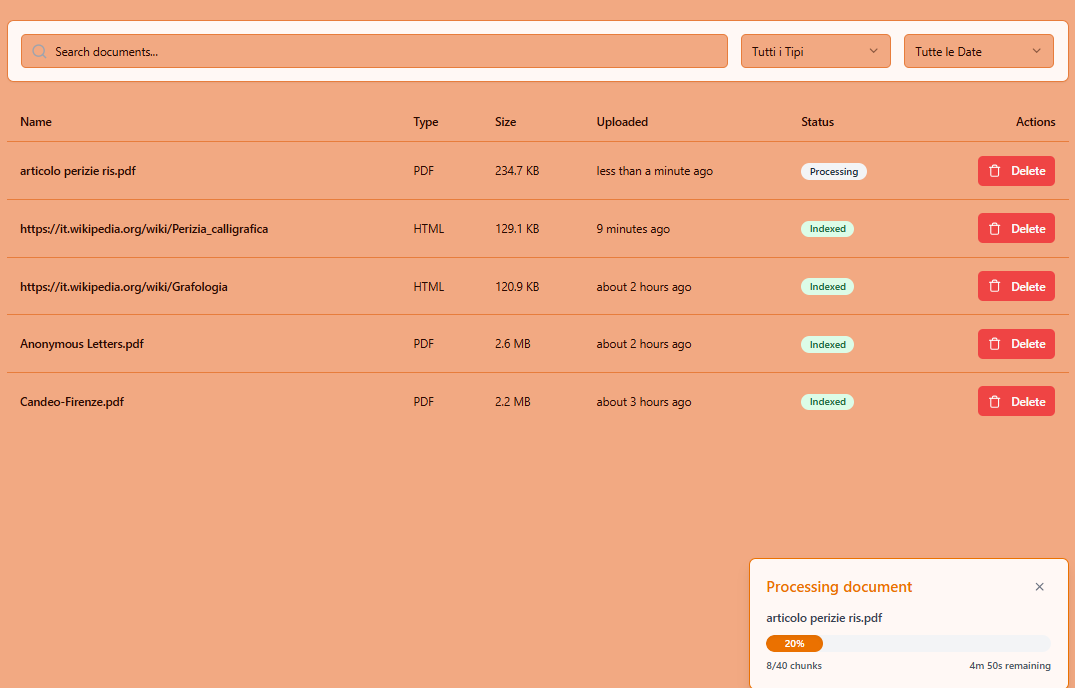 Search documents... Tutti i Tipi Tutte le Date
Name Type Size Uploaded Status Actions
articolo perizie ris.pdf PDF 234.7 KB less than a minute ago Processing Delete
https://it.wikipedia.org/wiki/Perizia_calligrafica HTML 129.1 KB 9 minutes ago Indexed Delete
https://it.wikipedia.org/wiki/Grafologia HTML 120.9 KB about 2 hours ago Indexed Delete
Anonymous Letters.pdf PDF 2.6 MB about 2 hours ago Indexed Delete
Candeo-Firenze.pdf PDF 2.2 MB about 3 hours ago Indexed Delete
Processing document
articolo perizie ris.pdf
20%
8/40 chunks 4m 50s remaining